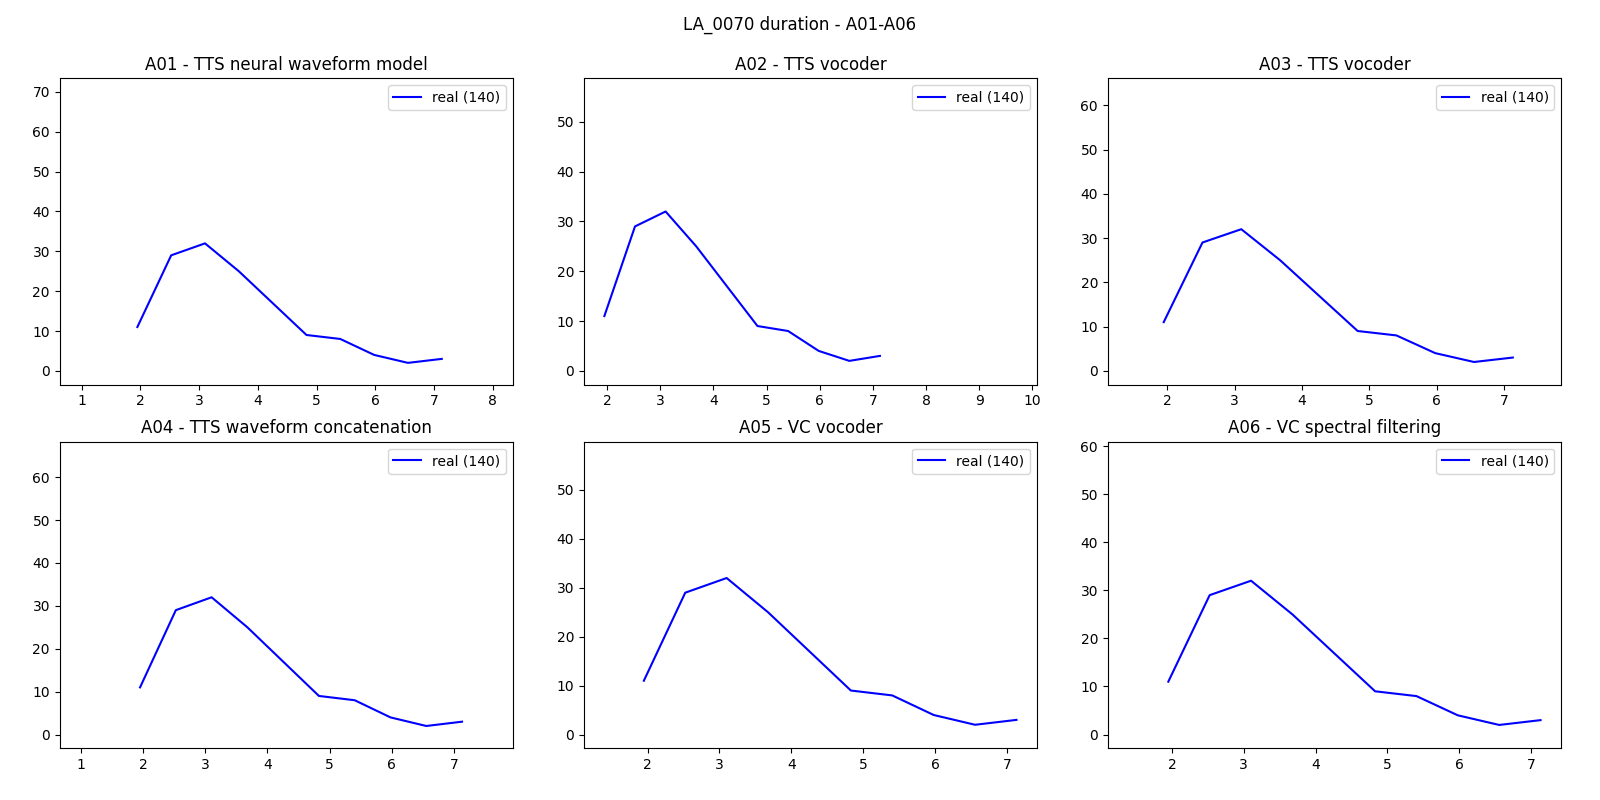 LA_0070 duration - A01-A06
A01 - TTS neural waveform model
real (140)
70
60
50
40
30
20
10
0
1 2 3 4 5 6 7 8
A02 - TTS vocoder
real (140)
50
40
30
20
10
0
2 3 4 5 6 7 8 9 10
A03 - TTS vocoder
real (140)
60
50
40
30
20
10
0
2 3 4 5 6 7
A04 - TTS waveform concatenation
real (140)
60
50
40
30
20
10
0
1 2 3 4 5 6 7
A05 - VC vocoder
real (140)
50
40
30
20
10
0
2 3 4 5 6 7
A06 - VC spectral filtering
real (140)
60
50
40
30
20
10
0
2 3 4 5 6 7